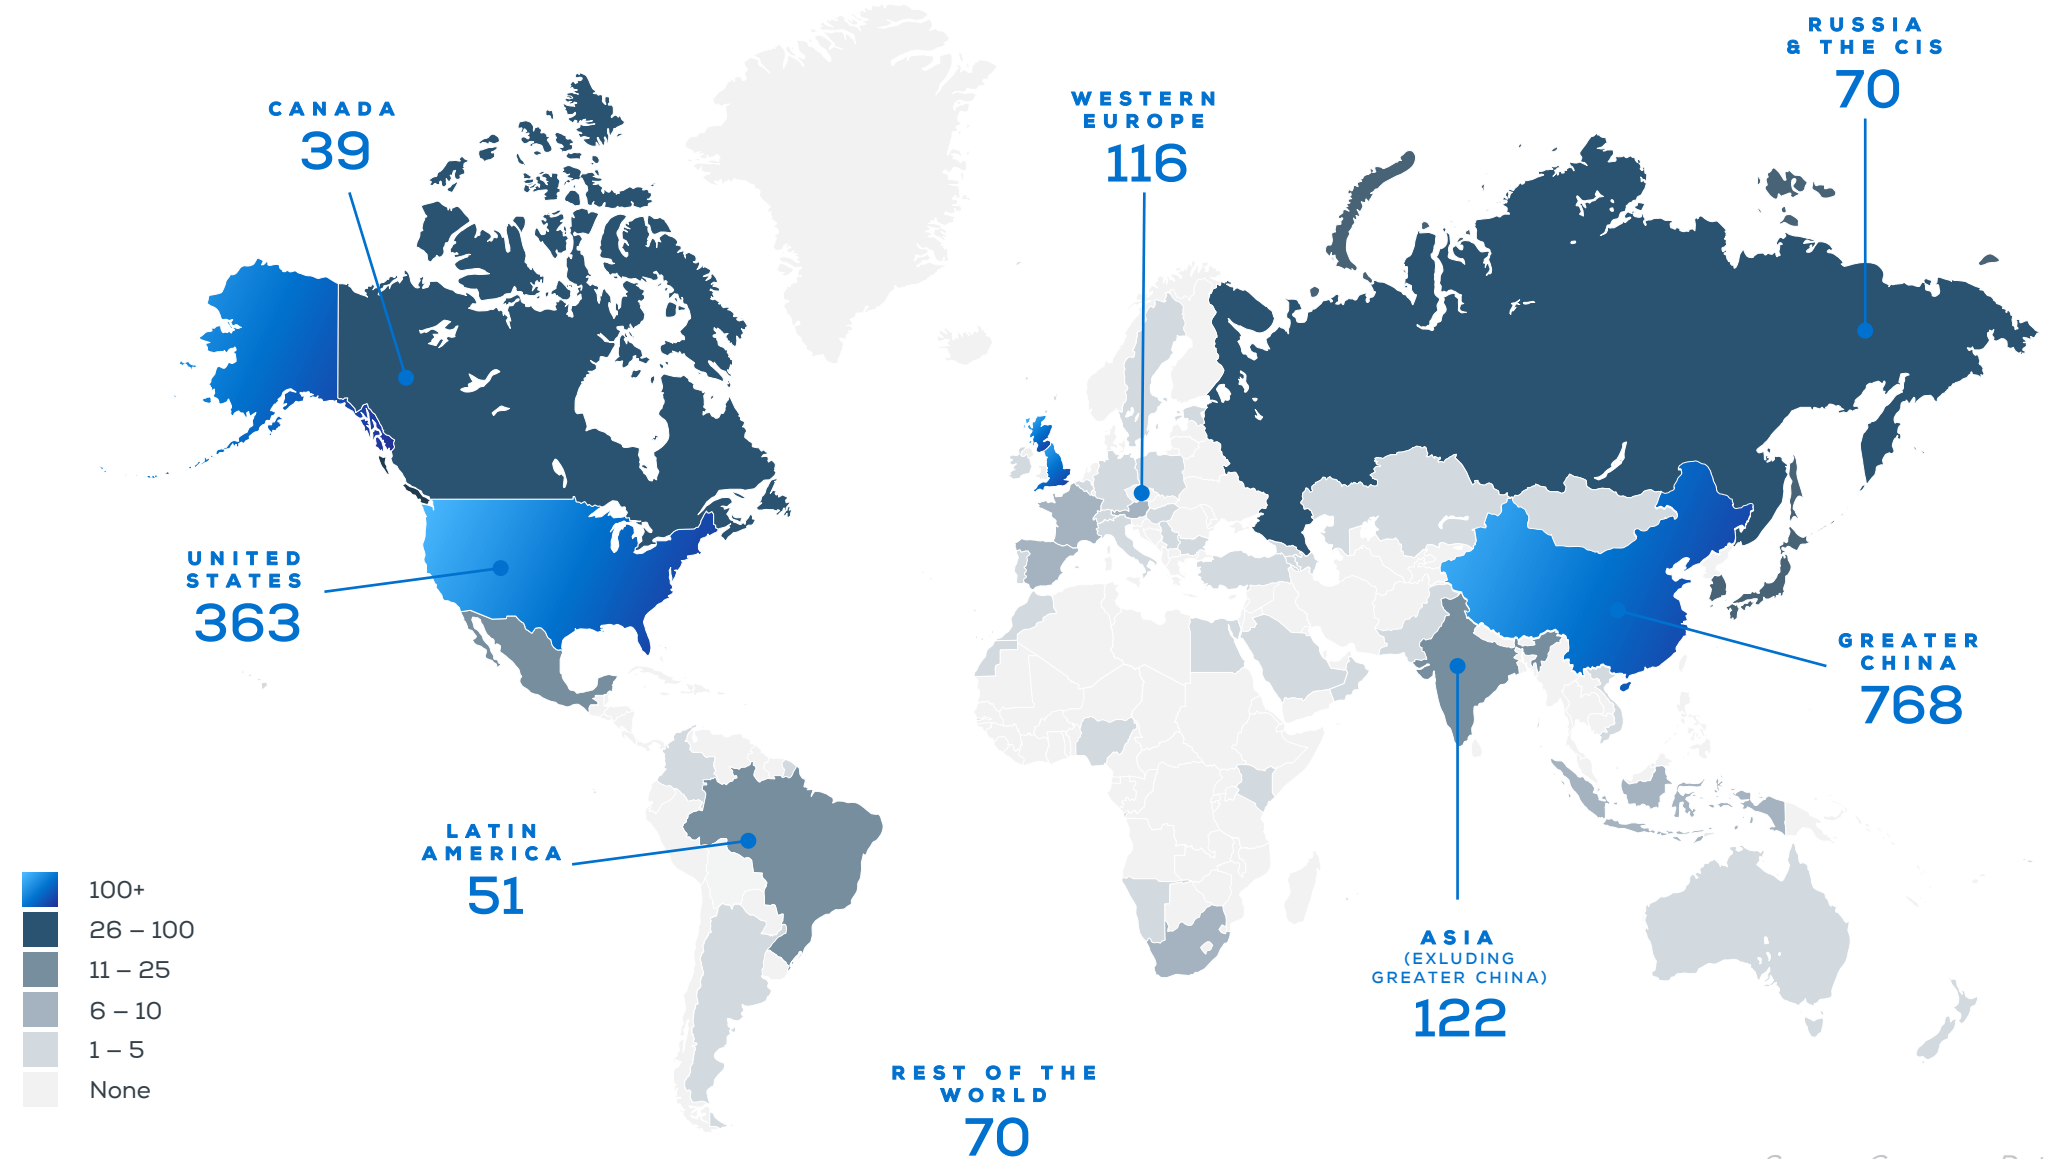 RUSSIA
& THE CIS
70
CANADA
39
WESTERN
EUROPE
116
UNITED
STATES
363
GREATER
CHINA
768
LATIN
AMERICA
51
100+
26 – 100
11 – 25
6 – 10
1 – 5
None
ASIA
(EXLUDING
GREATER CHINA)
122
REST OF THE
WORLD
70